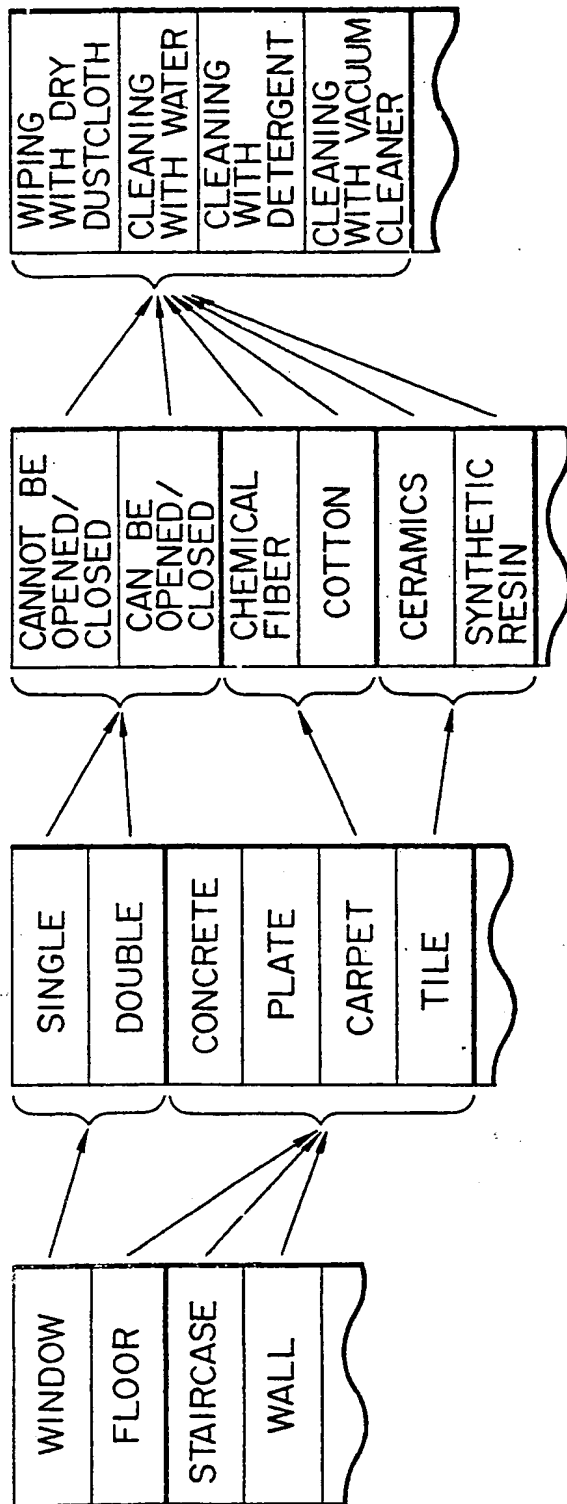 WINDOW
FLOOR
STAIRCASE
WALL
SINGLE
DOUBLE
CONCRETE
PLATE
CARPET
TILE
CANNOT BE
OPENED/
CLOSED
CAN BE
OPENED/
CLOSED
CHEMICAL
FIBER
COTTON
CERAMICS
SYNTHETIC
RESIN
WIPING
WITH DRY
DUSTCLOTH
CLEANING
WITH WATER
CLEANING
WITH
DETERGENT
CLEANING
WITH VACUUM
CLEANER